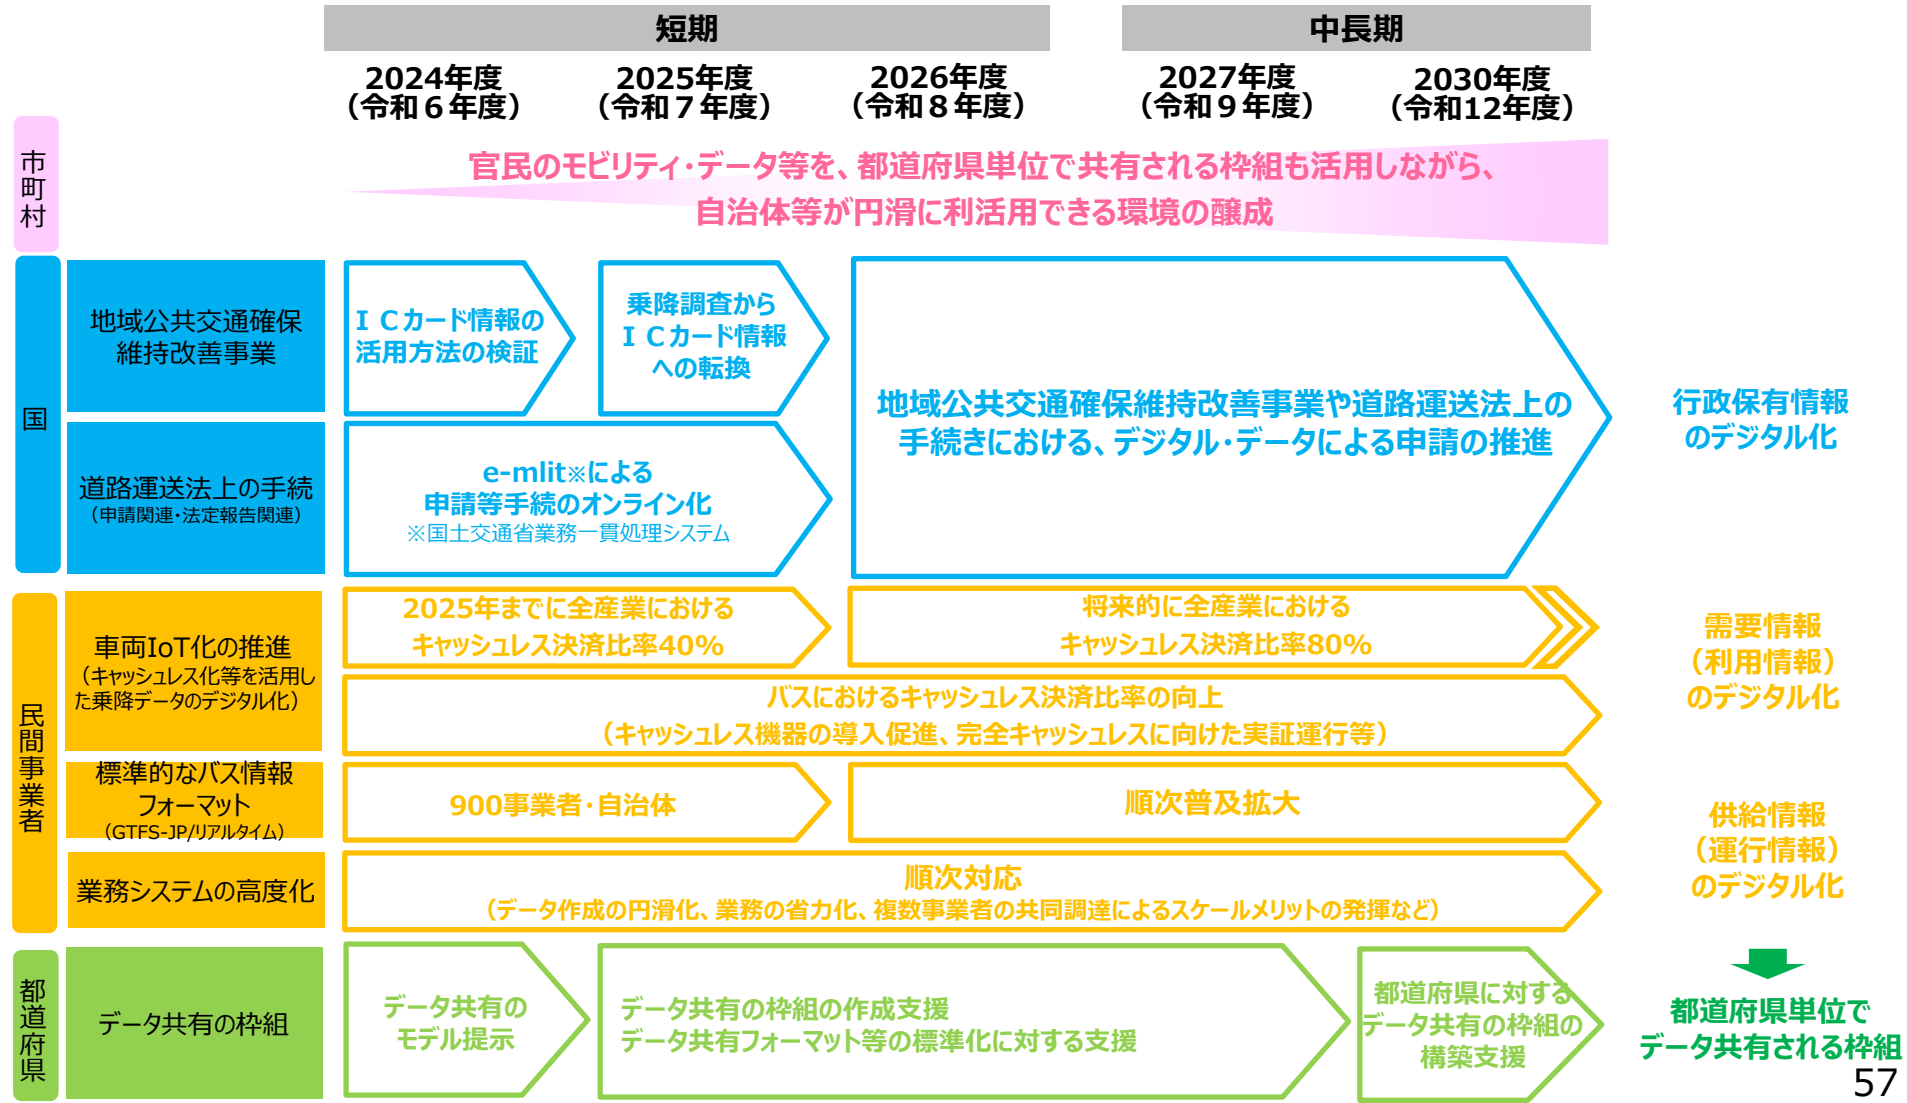 短期
中長期
2024年度
（令和６年度）
2025年度
（令和７年度）
2026年度
（令和８年度）
2027年度
（令和９年度）
2030年度
（令和12年度）
市町村
官民のモビリティ・データ等を、都道府県単位で共有される枠組も活用しながら、
自治体等が円滑に利活用できる環境の醸成
国
地域公共交通確保
維持改善事業
ＩＣカード情報の
活用方法の検証
乗降調査から
ＩＣカード情報
への転換
地域公共交通確保維持改善事業や道路運送法上の
手続きにおける、デジタル・データによる申請の推進
行政保有情報
のデジタル化
道路運送法上の手続
（申請関連・法定報告関連）
e-mlit※による
申請等手続のオンライン化
※国土交通省業務一貫処理システム
民間事業者
車両IoT化の推進
（キャッシュレス化等を活用し
た乗降データのデジタル化）
2025年までに全産業における
キャッシュレス決済比率40%
将来的に全産業における
キャッシュレス決済比率80%
バスにおけるキャッシュレス決済比率の向上
（キャッシュレス機器の導入促進、完全キャッシュレスに向けた実証運行等）
需要情報
（利用情報）
のデジタル化
標準的なバス情報
フォーマット
（GTFS-JP/リアルタイム）
900事業者・自治体
順次普及拡大
供給情報
（運行情報）
のデジタル化
業務システムの高度化
順次対応
（データ作成の円滑化、業務の省力化、複数事業者の共同調達によるスケールメリットの発揮など）
都道府県
データ共有の枠組
データ共有の
モデル提示
データ共有の枠組の作成支援
データ共有フォーマット等の標準化に対する支援
都道府県に対する
データ共有の枠組の
構築支援
都道府県単位で
データ共有される枠組
57